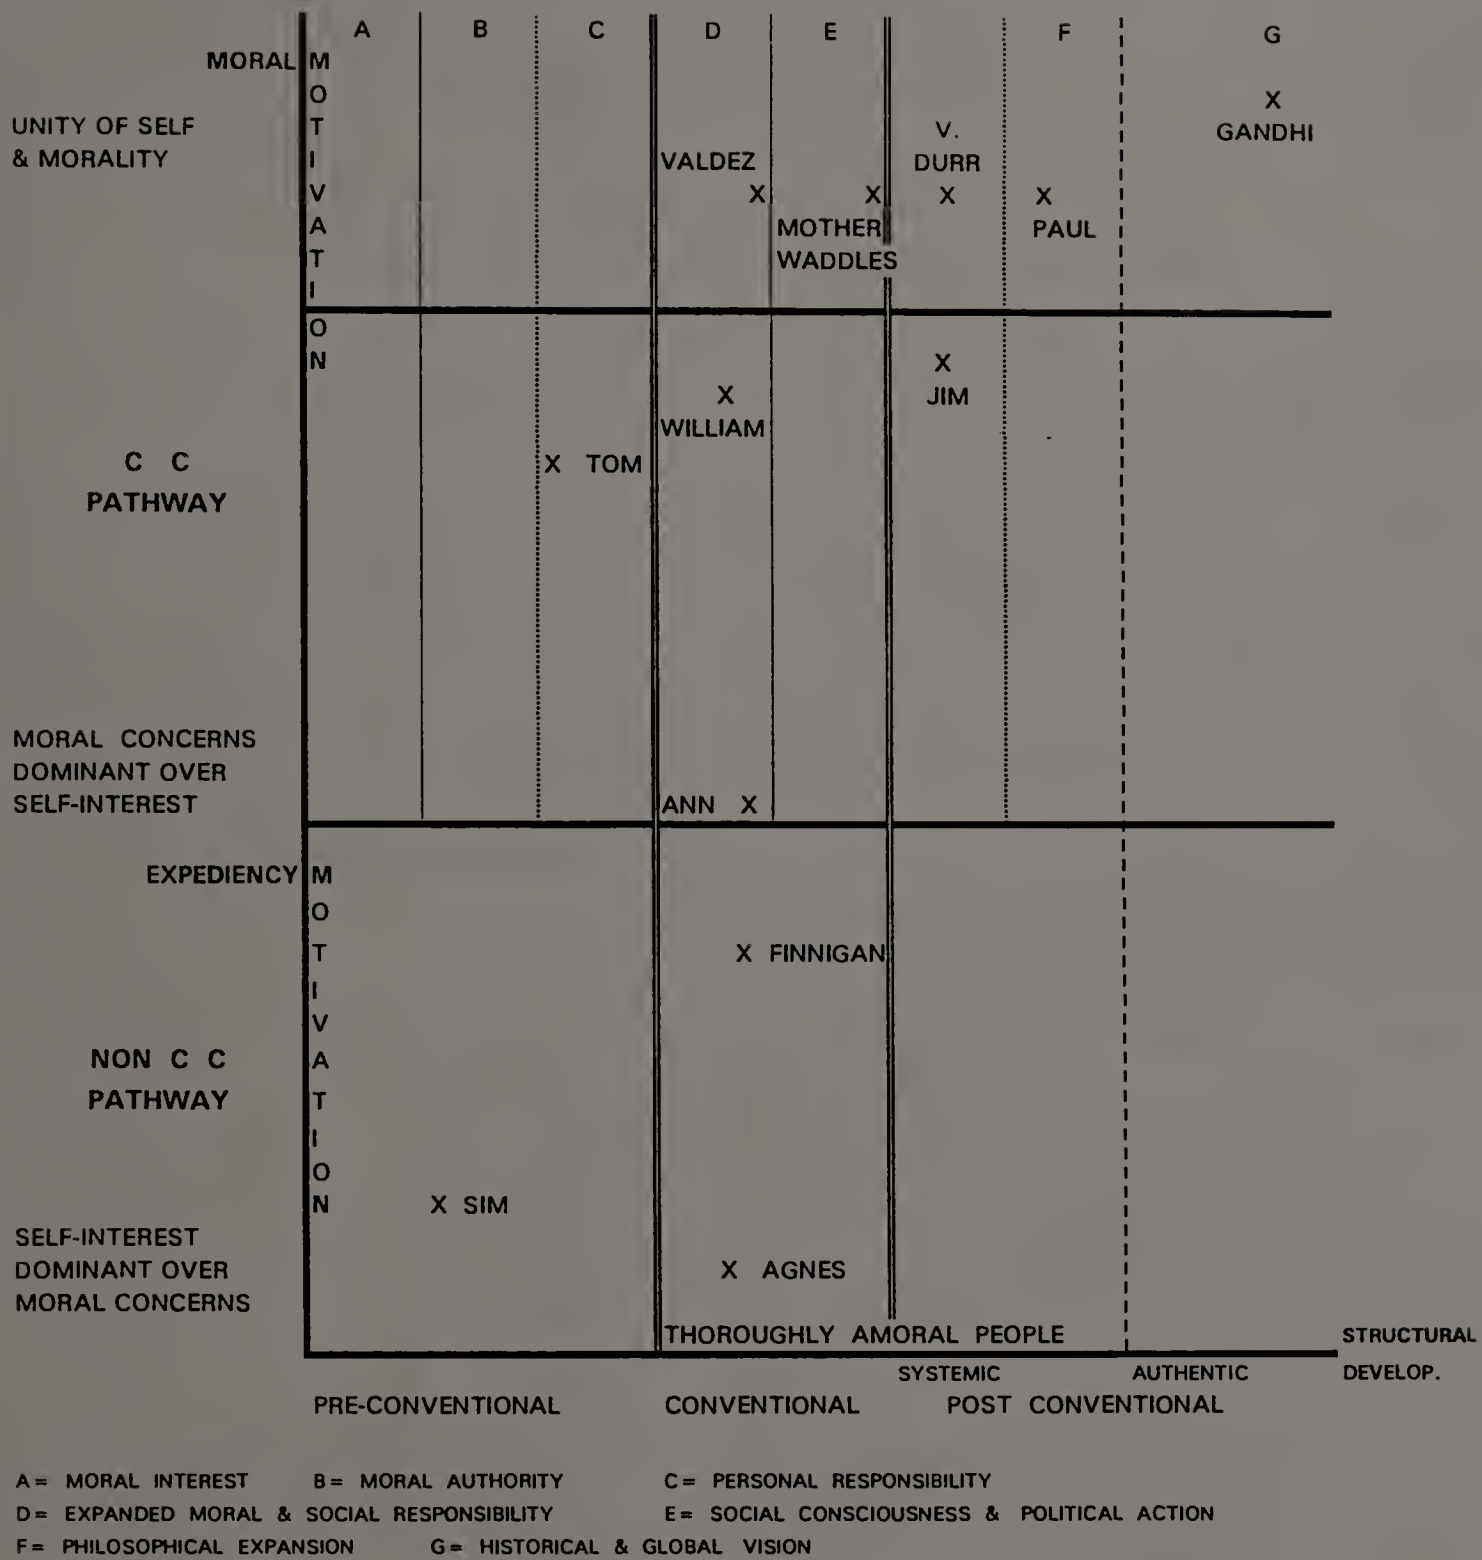 A B C D E F G
MORAL MOTIVATION
X
GANDHI
UNITY OF SELF
& MORALITY
V.
DURR
VALDEZ
X X X X
MOTHER
WADDLES
PAUL
X
JIM
X
WILLIAM
X TOM
C C
PATHWAY
MORAL CONCERNS
DOMINANT OVER
SELF-INTEREST
ANN X
EXPEDIENCY MOTIVATION
X FINNIGAN
NON C C
PATHWAY
X SIM
SELF-INTEREST
DOMINANT OVER
MORAL CONCERNS
X AGNES
THOROUGHLY AMORAL PEOPLE
STRUCTURAL
DEVELOP.
SYSTEMIC AUTHENTIC
PRE-CONVENTIONAL CONVENTIONAL POST CONVENTIONAL
A= MORAL INTEREST B= MORAL AUTHORITY C= PERSONAL RESPONSIBILITY
D= EXPANDED MORAL & SOCIAL RESPONSIBILITY E= SOCIAL CONSCIOUSNESS & POLITICAL ACTION
F= PHILOSOPHICAL EXPANSION G= HISTORICAL & GLOBAL VISION